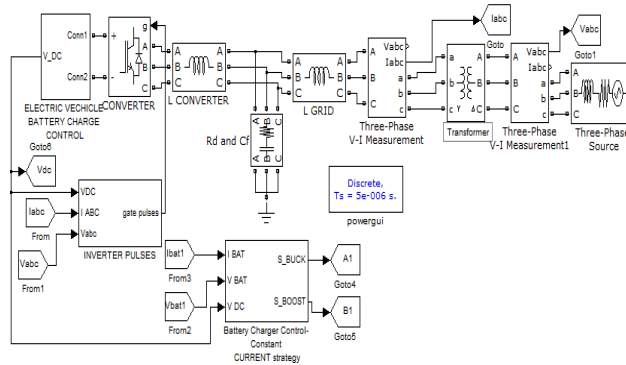 Conn1
V_DC
Conn2
ELECTRIC VECHICLE
BATTERY CHARGE
CONTROL
+
-
g
A
B
C
CONVERTER
A
B
C
A
B
C
L CONVERTER
A
B
C
A
B
C
Rd and Cf
A
B
C
A
B
C
L GRID
A
B
C
Vabc
Iabc
a
b
c
Three-Phase
V-I Measurement
Iabc
Goto
a
b
c
A
B
C
Y
Δ
Transformer
A
B
C
Vabc
Iabc
a
b
c
Three-Phase
V-I Measurement1
Vabc
Goto1
A
B
C
Three-Phase
Source
Goto6
Vdc
Iabc
From
Vabc
From1
VDC
I ABC
Vabc
gate pulses
INVERTER PULSES
Discrete,
Ts = 5e-006 s.
powergui
Ibat1
From3
Vbat1
From2
I BAT
V BAT
V DC
S_BUCK
S_BOOST
Battery Charger Control-
Constant
CURRENT strategy
A1
Goto4
B1
Goto5